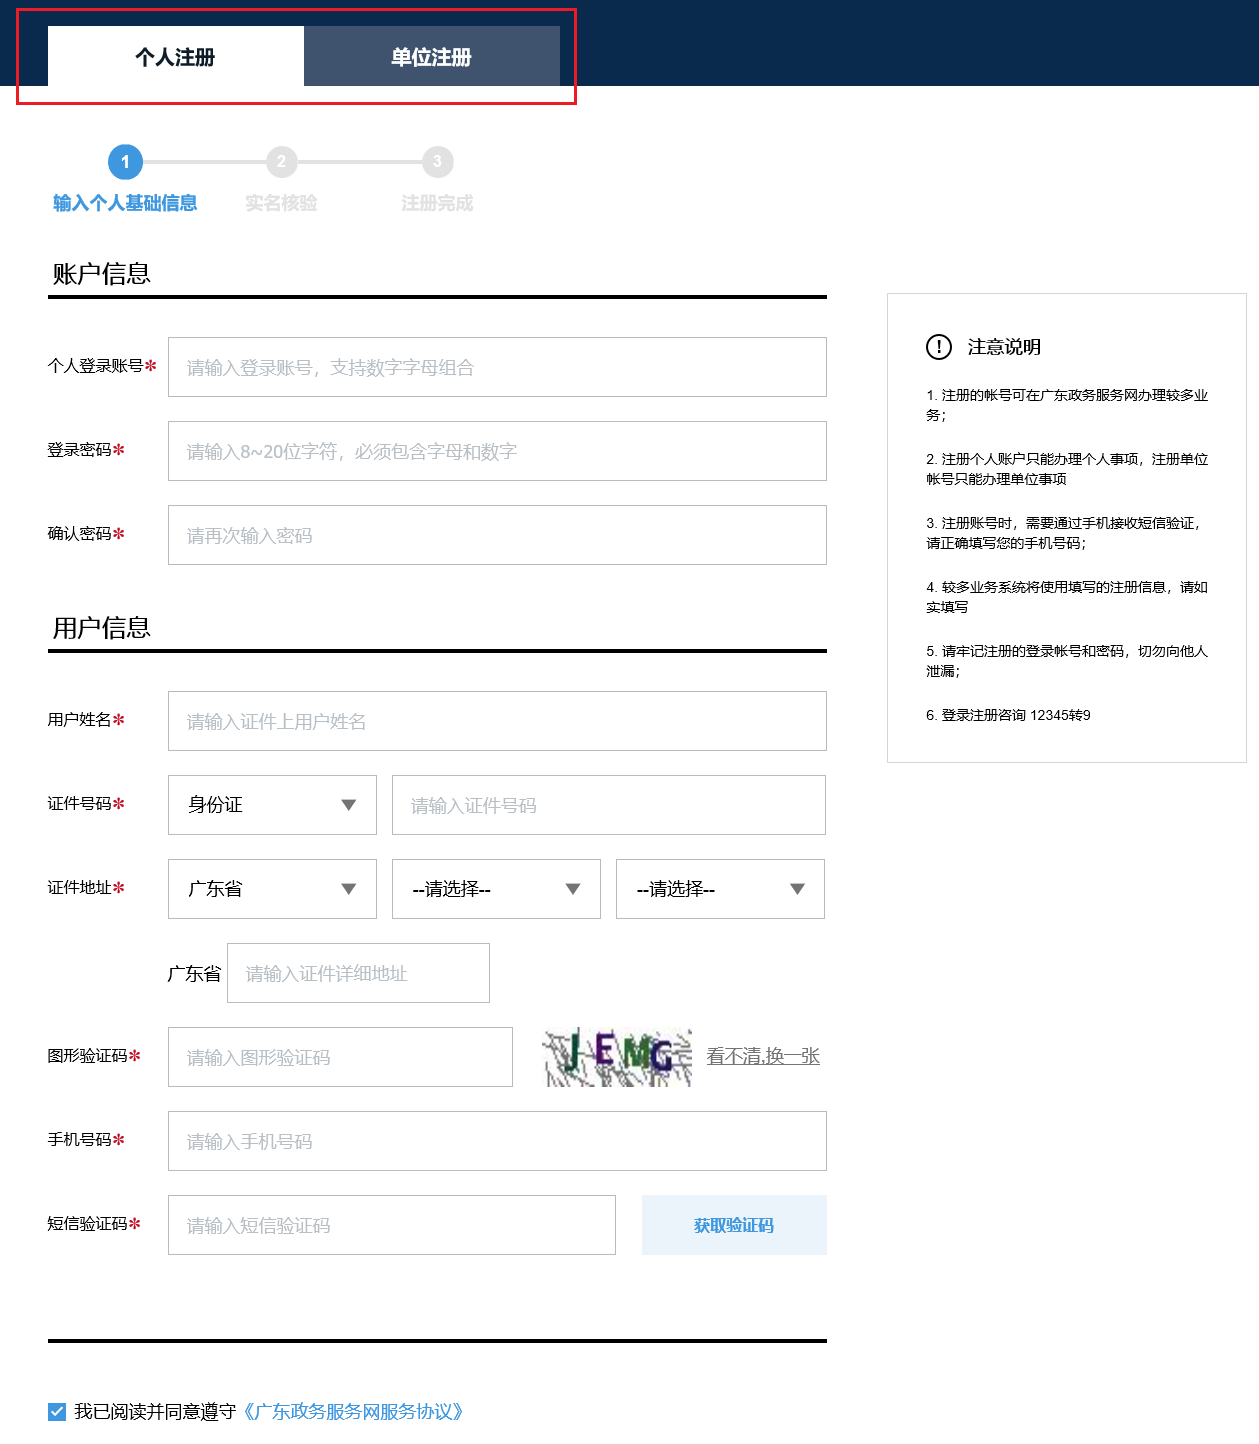 个人注册 单位注册
1 2 3
输入个人基础信息 实名核验 注册完成
账户信息
个人登录账号* 请输入登录账号，支持数字字母组合
登录密码* 请输入8~20位字符，必须包含字母和数字
确认密码* 请再次输入密码
用户信息
用户姓名* 请输入证件上用户姓名
证件号码* 身份证 请输入证件号码
证件地址* 广东省 --请选择-- --请选择--
广东省 请输入证件详细地址
图形验证码* 请输入图形验证码 JEMG 看不清,换一张
手机号码* 请输入手机号码
短信验证码* 请输入短信验证码 获取验证码
我已阅读并同意遵守《广东政务服务网服务协议》
! 注意说明
1. 注册的帐号可在广东政务服务网办理较多业
务；
2. 注册个人账户只能办理个人事项，注册单位
帐号只能办理单位事项
3. 注册账号时，需要通过手机接收短信验证，
请正确填写您的手机号码；
4. 较多业务系统将使用填写的注册信息，请如
实填写
5. 请牢记注册的登录帐号和密码，切勿向他人
泄漏；
6. 登录注册咨询 12345转9